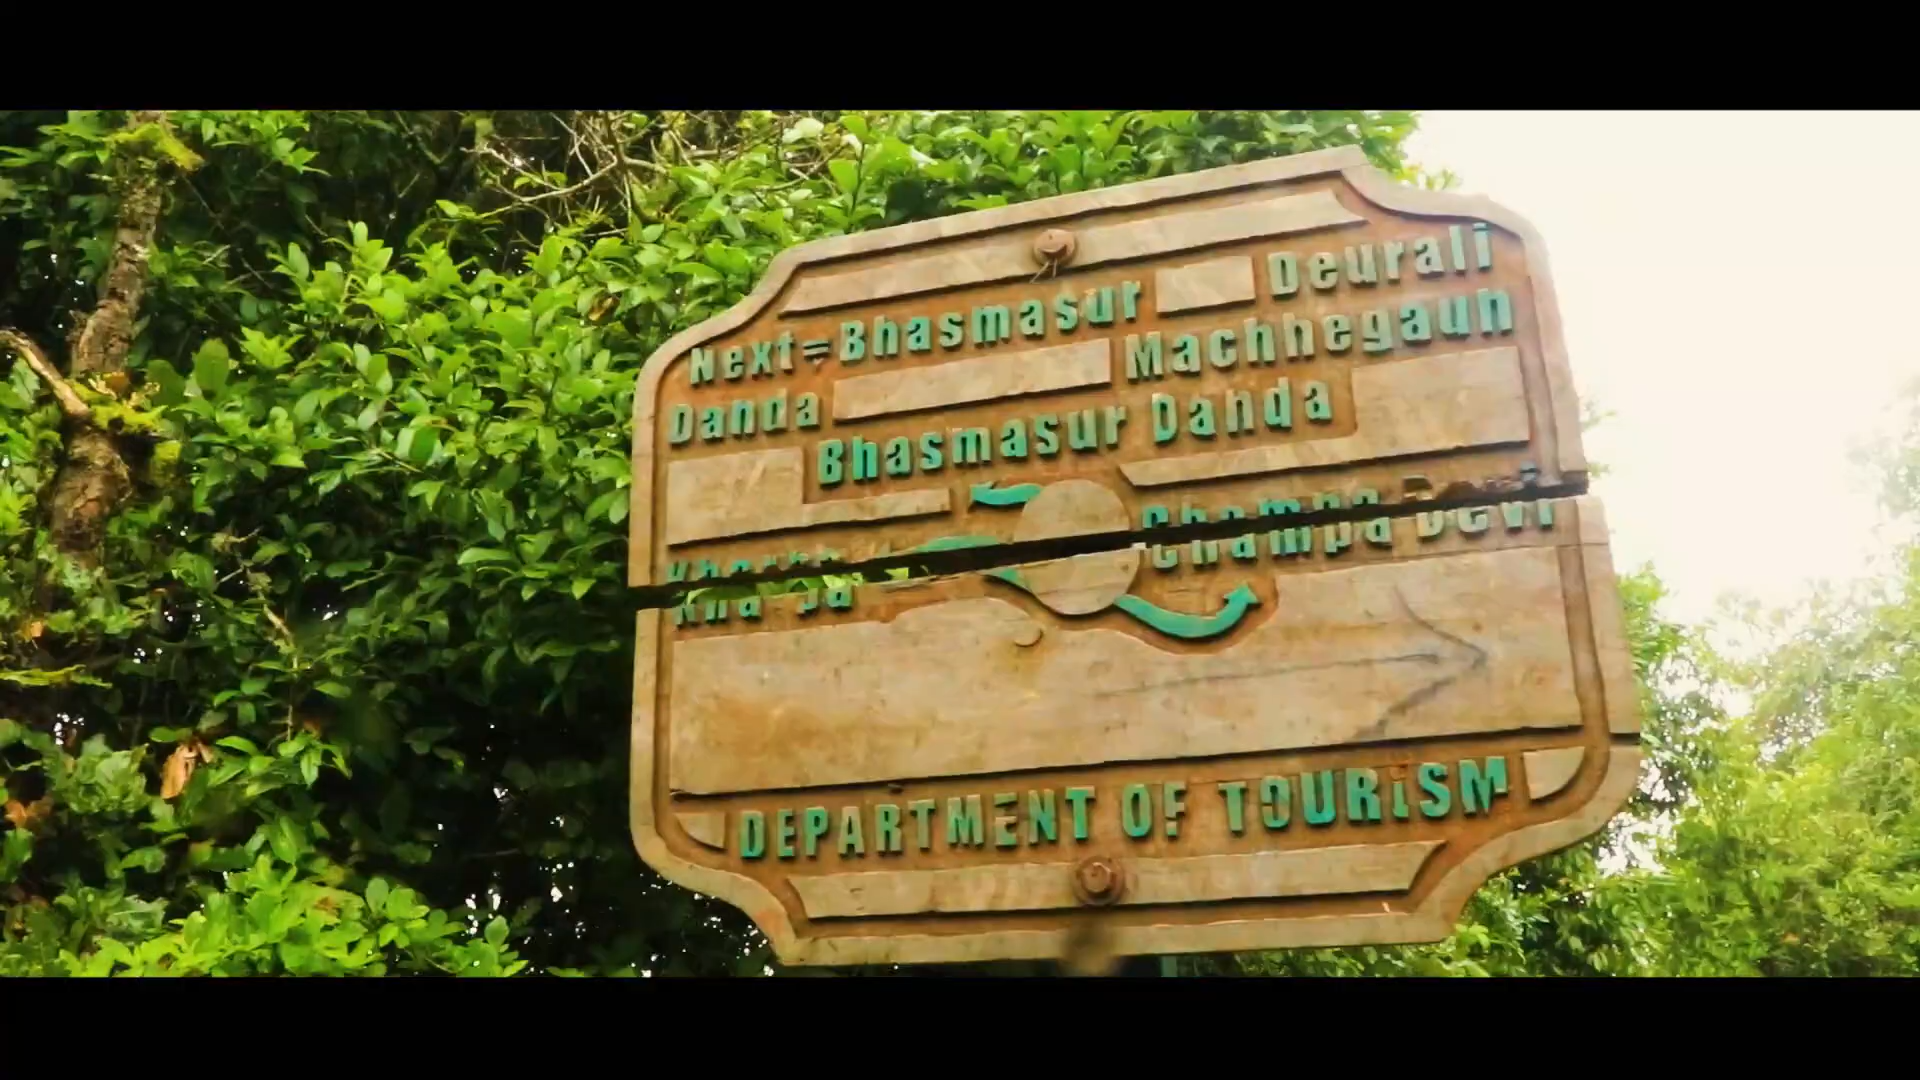 Next=Bhasmasur Deurali
Danda Machhegaun
Bhasmasur Danda
Champa Devi
DEPARTMENT OF TOURiSM